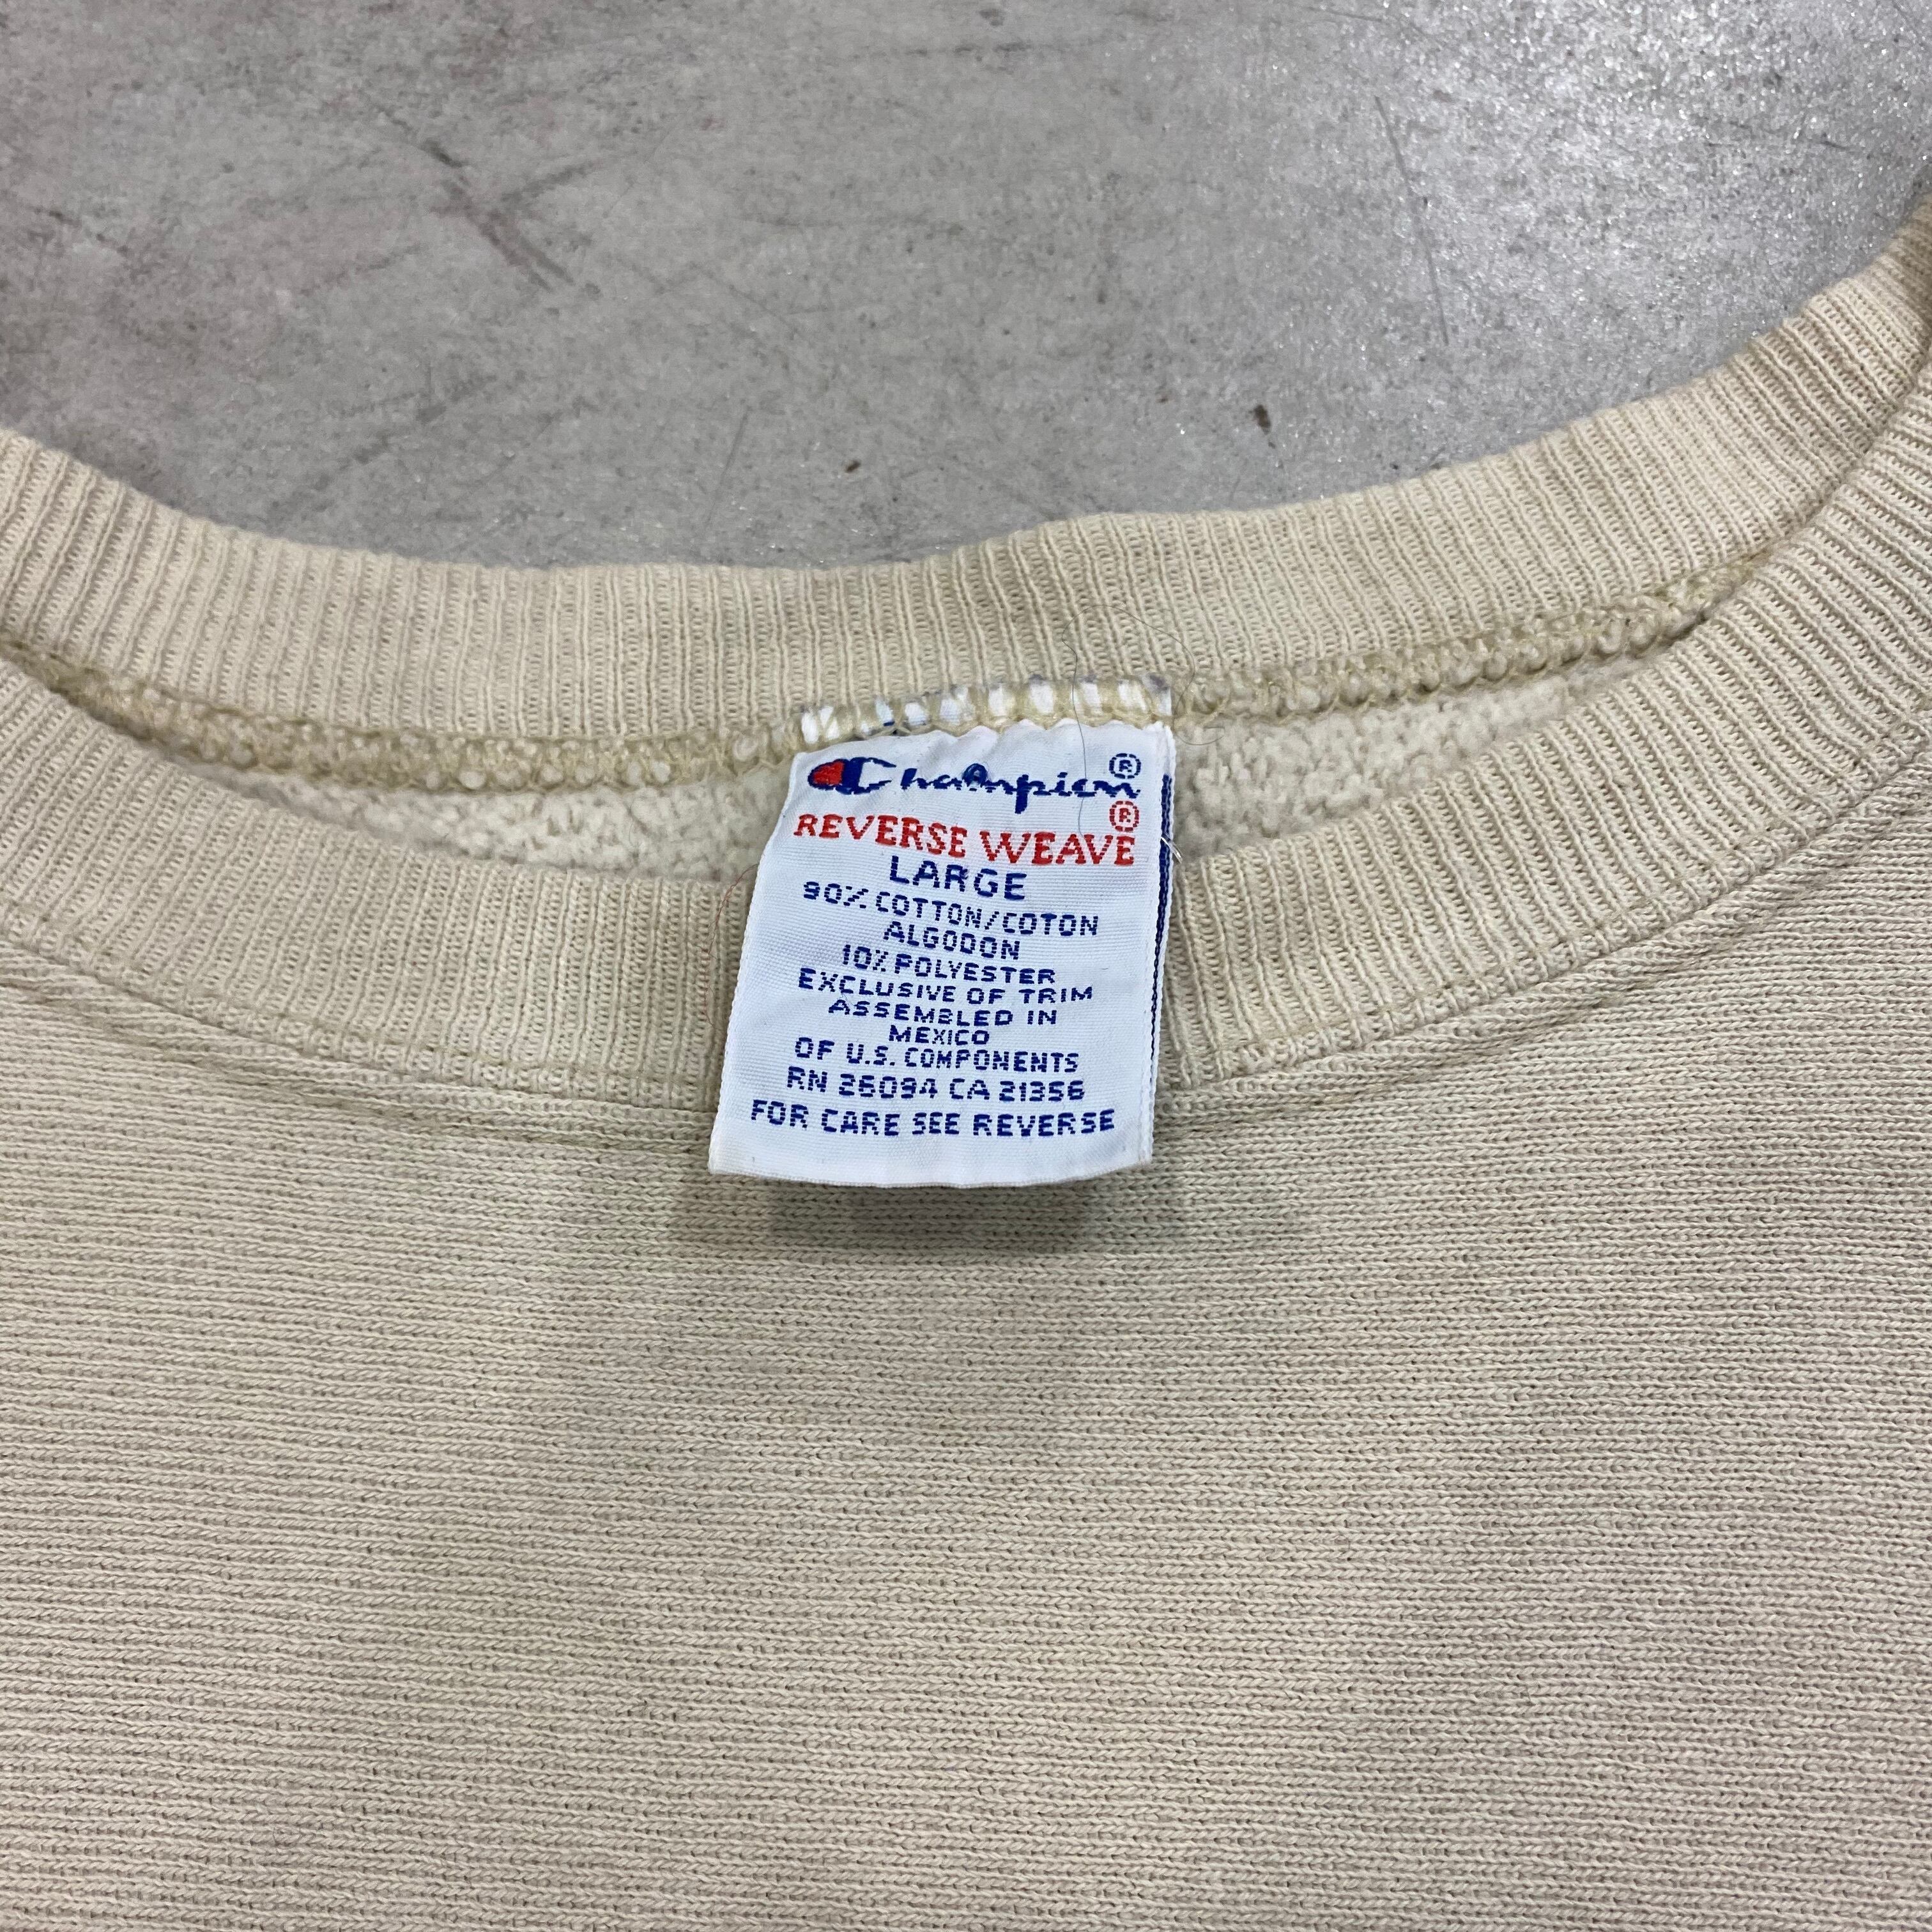 Champion®
REVERSE WEAVE®
LARGE
90% COTTON/COTON
ALGODON
10% POLYESTER
EXCLUSIVE OF TRIM
ASSEMBLED IN
MEXICO
OF U.S. COMPONENTS
RN 26094 CA 21356
FOR CARE SEE REVERSE